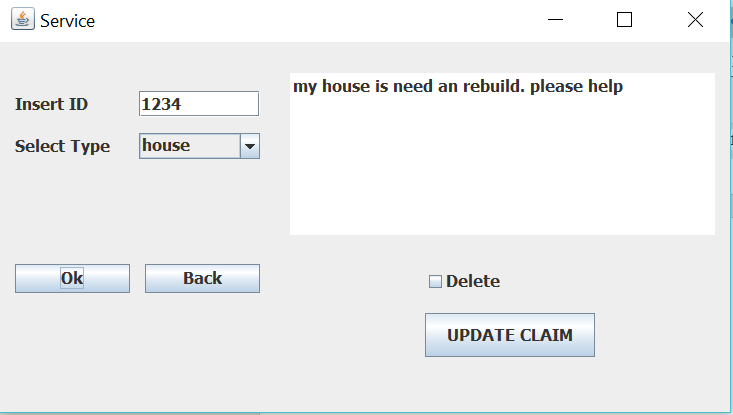 Service
Insert ID
1234
Select Type
house
my house is need an rebuild. please help
Ok
Back
Delete
UPDATE CLAIM